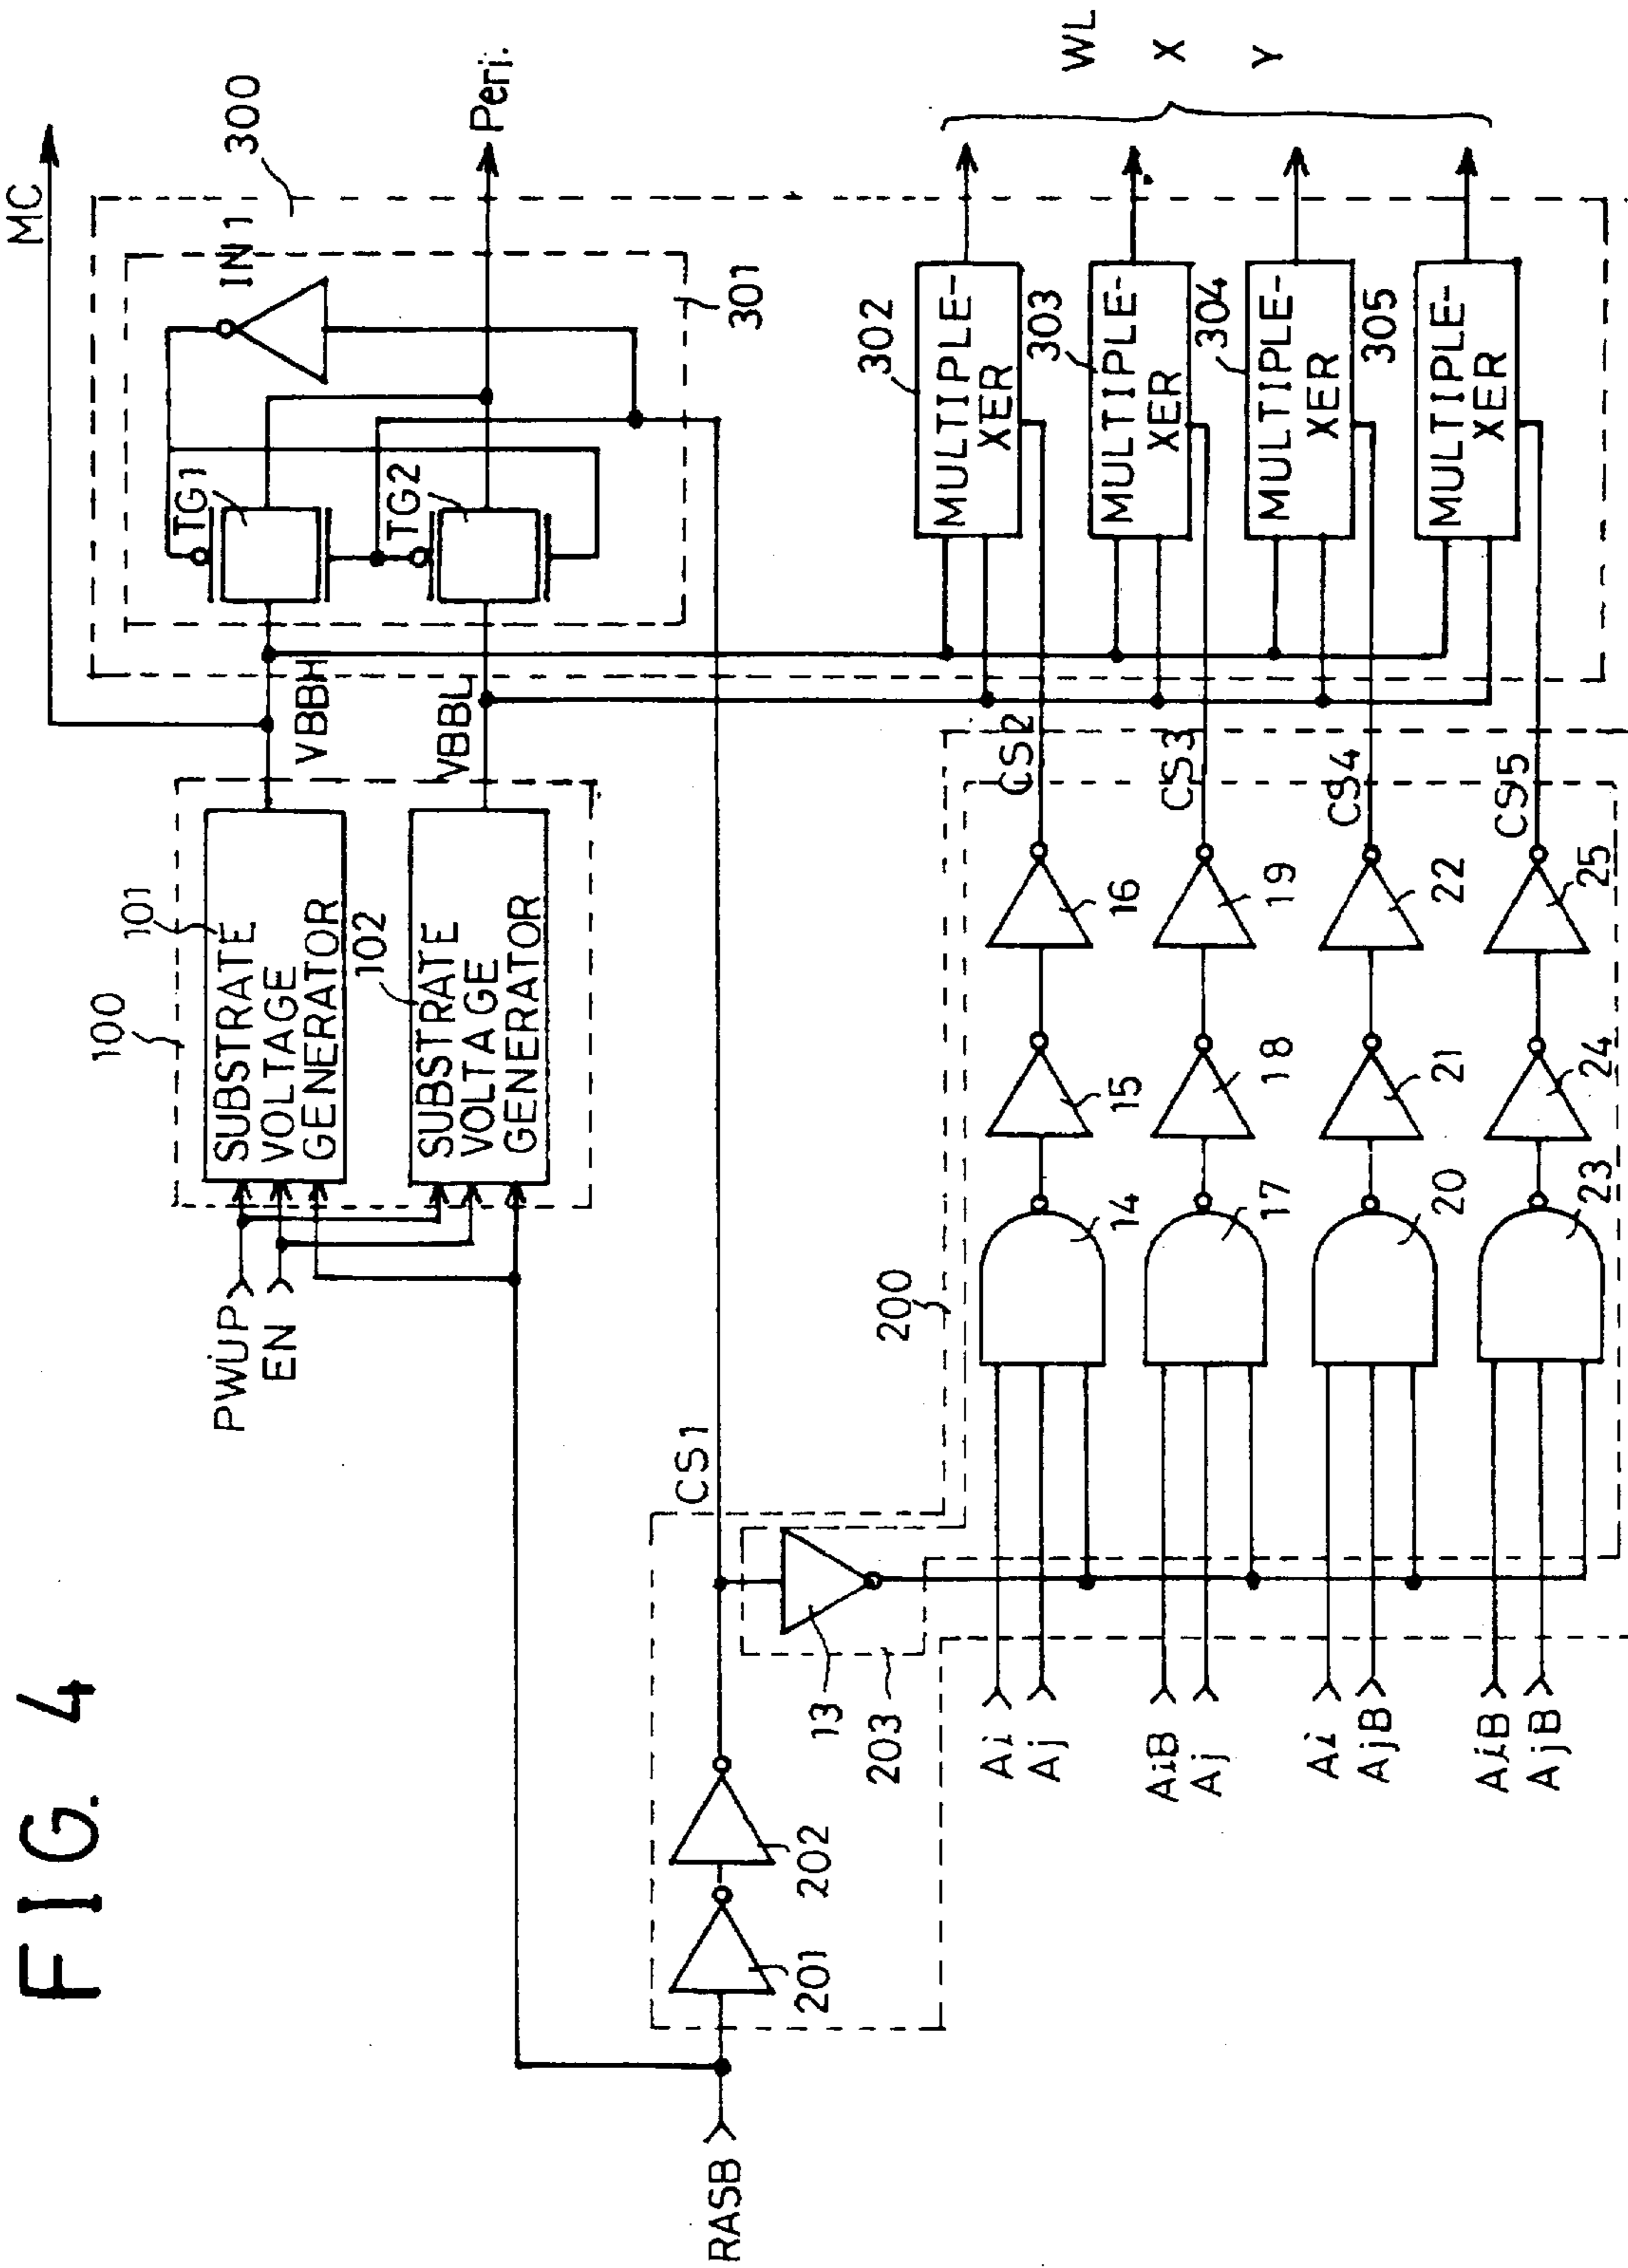 FIG. 4
MC
300
Peri.
IN1
TG1
TG2
301
VBBH
VBBL
100
101
SUBSTRATE
VOLTAGE
GENERATOR
102
SUBSTRATE
VOLTAGE
GENERATOR
PWUP
EN
RASB
201
202
CS1
13
203
200
Ai
Aj
14
15
16
CS2
302
MULTIPLE-
XER
AiB
Aj
17
18
19
CS3
303
MULTIPLE-
XER
Ai
AjB
20
21
22
CS4
304
MULTIPLE-
XER
AiB
AjB
23
24
25
CS5
305
MULTIPLE-
XER
WL
X
Y